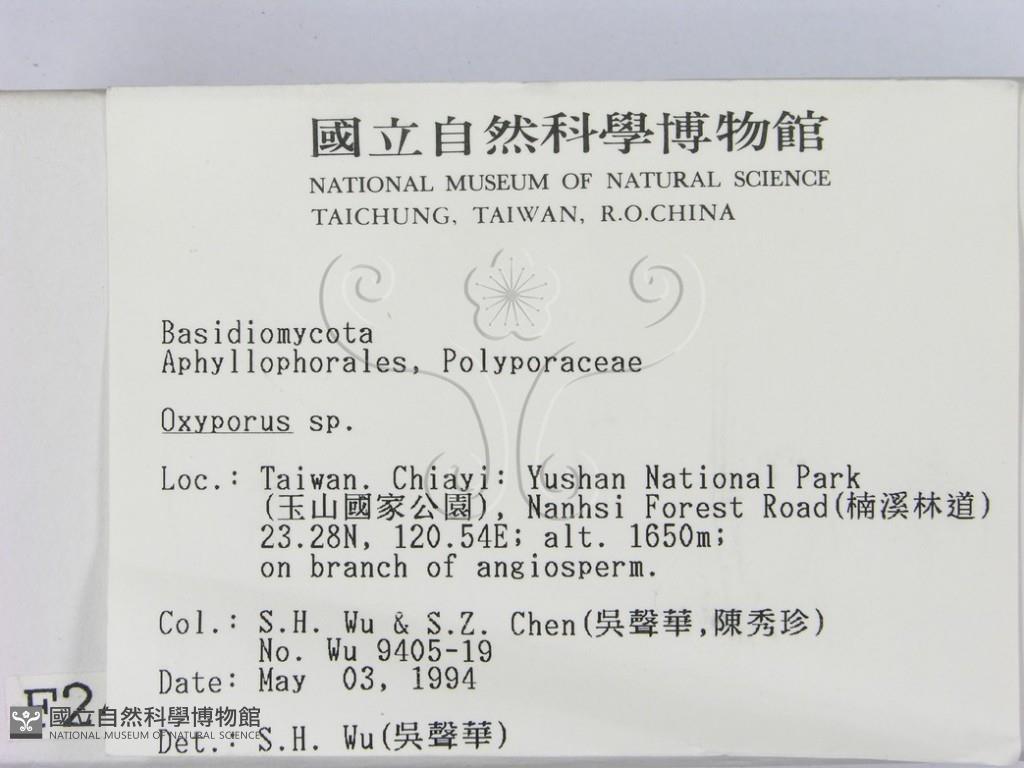 國立自然科學博物館
NATIONAL MUSEUM OF NATURAL SCIENCE
TAICHUNG, TAIWAN, R.O.CHINA
Basidiomycota
Aphyllophorales, Polyporaceae
Oxyporus sp.
Loc.: Taiwan. Chiayi: Yushan National Park
(玉山國家公園), Nanhsi Forest Road(楠溪林道)
23.28N, 120.54E; alt. 1650m;
on branch of angiosperm.
Col.: S.H. Wu & S.Z. Chen(吳聲華,陳秀珍)
No. Wu 9405-19
Date: May 03, 1994
Det.: S.H. Wu(吳聲華)
F2
國立自然科學博物館
NATIONAL MUSEUM OF NATURAL SCIENCE